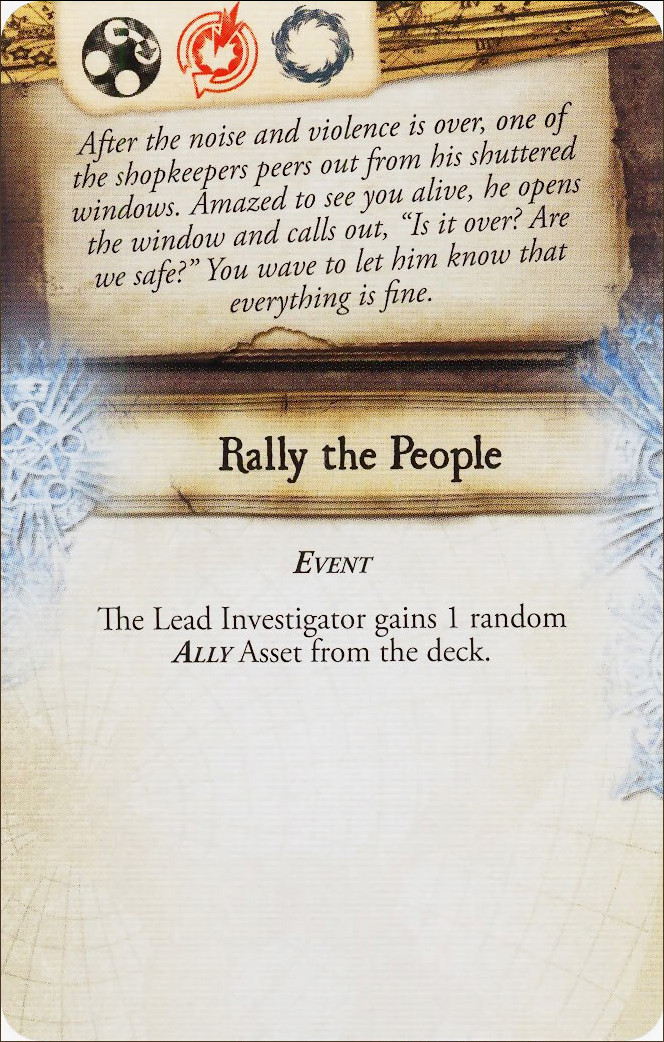 After the noise and violence is over, one of
the shopkeepers peers out from his shuttered
windows. Amazed to see you alive, he opens
the window and calls out, “Is it over? Are
we safe?” You wave to let him know that
everything is fine.
Rally the People
EVENT
The Lead Investigator gains 1 random
ALLY Asset from the deck.